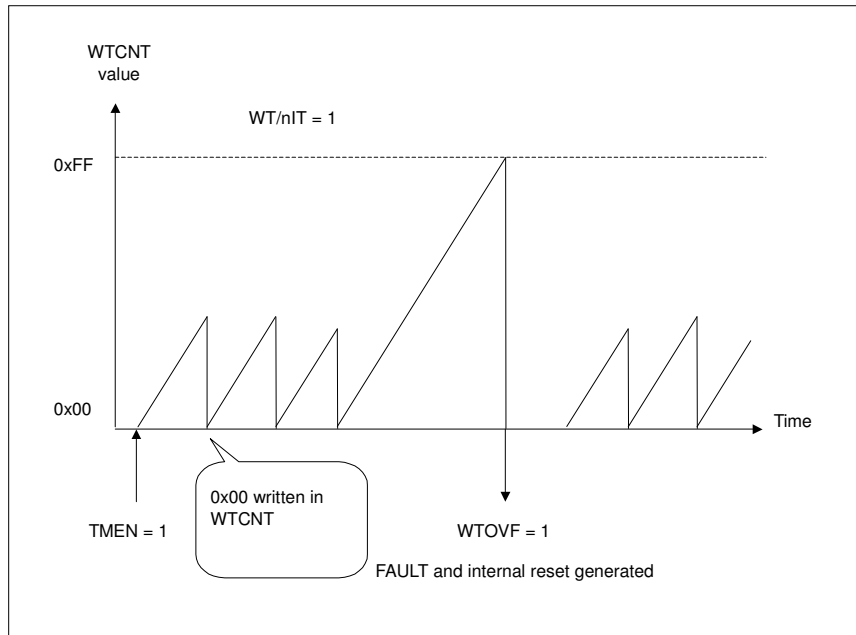 WTCNT
value
WT/nIT = 1
0xFF
0x00
Time
0x00 written in
WTCNT
TMEN = 1
WTOVF = 1
FAULT and internal reset generated